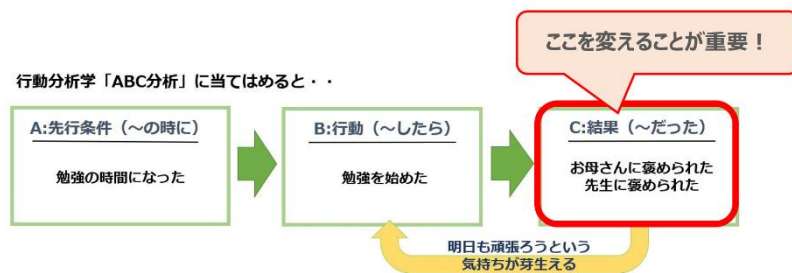 ここを変えることが重要！
行動分析学「ABC分析」に当てはめると・・
A:先行条件（～の時に）
勉強の時間になった
B:行動（～したら）
勉強を始めた
C:結果（～だった）
お母さんに褒められた
先生に褒められた
明日も頑張ろうという
気持ちが芽生える